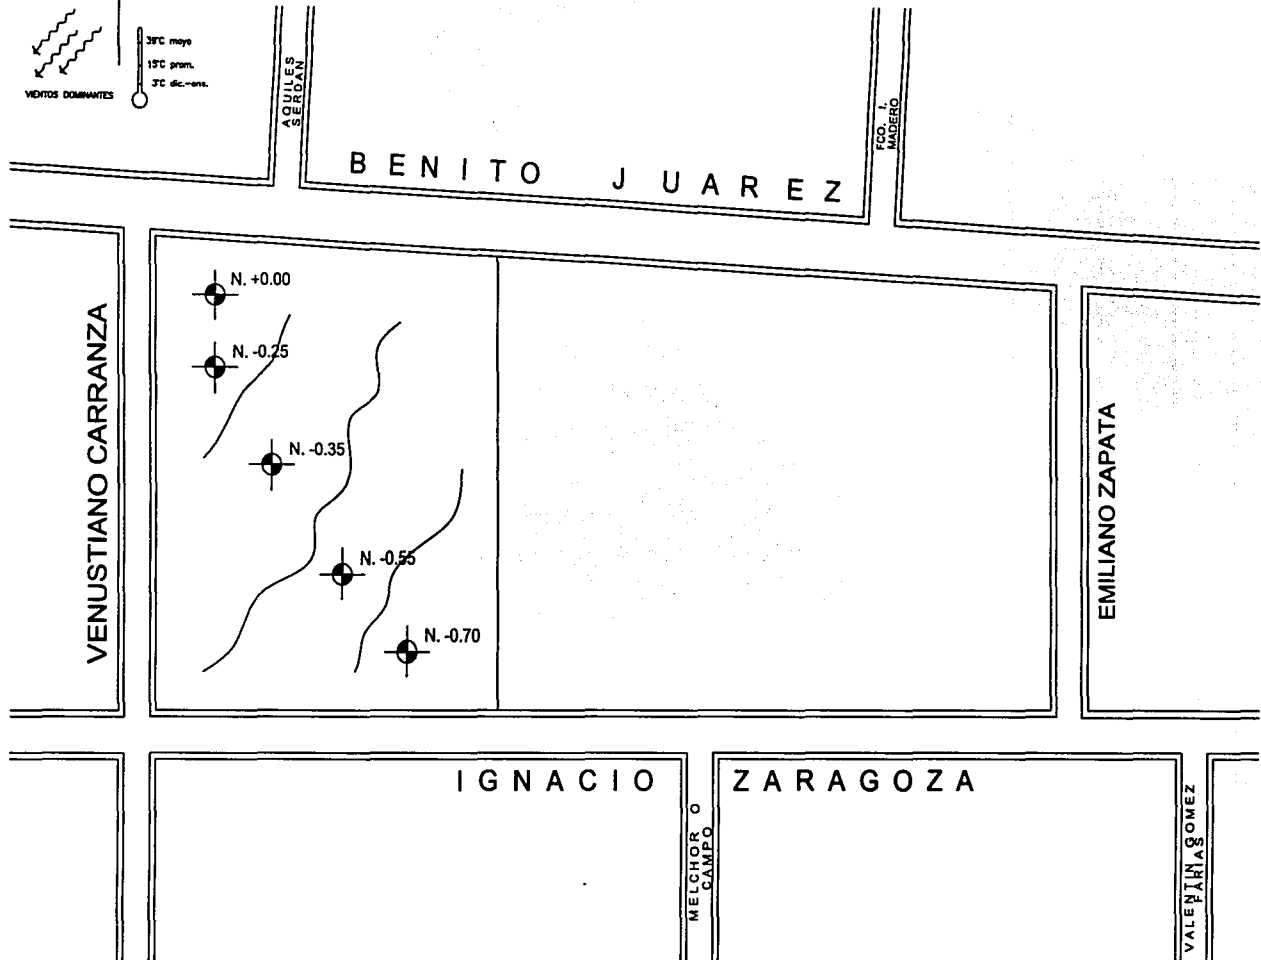 39°C mayo
15°C prom.
3°C dic.-ene.
VIENTOS DOMINANTES
AQUILES
SERDAN
FCO. I.
MADERO
BENITO JUAREZ
N. +0.00
N. -0.25
N. -0.35
N. -0.55
N. -0.70
VENUSTIANO CARRANZA
EMILIANO ZAPATA
IGNACIO ZARAGOZA
MELCHOR O
CAMPO
VALENTIN GOMEZ
FARIAS